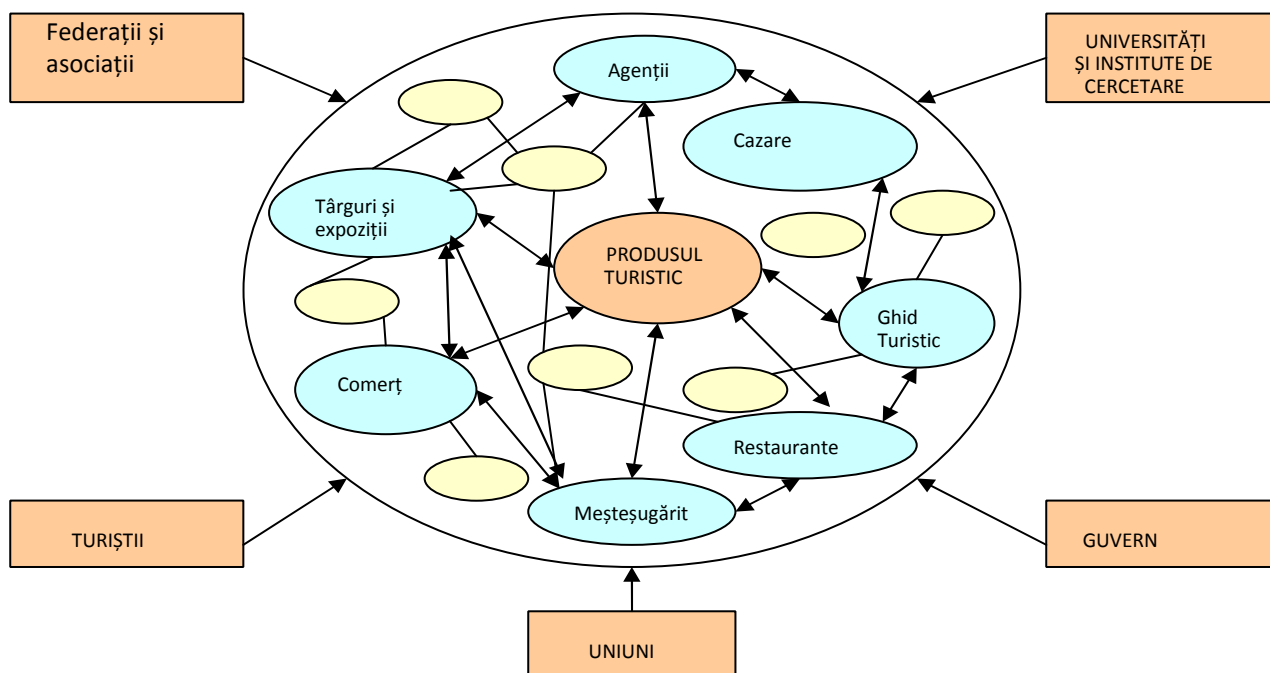 Federații și
asociații
UNIVERSITĂȚI
ȘI INSTITUTE DE
CERCETARE
Agenții
Cazare
Târguri și
expoziții
PRODUSUL
TURISTIC
Ghid
Turistic
Comerț
Restaurante
Meșteșugărit
TURIȘTII
GUVERN
UNIUNI